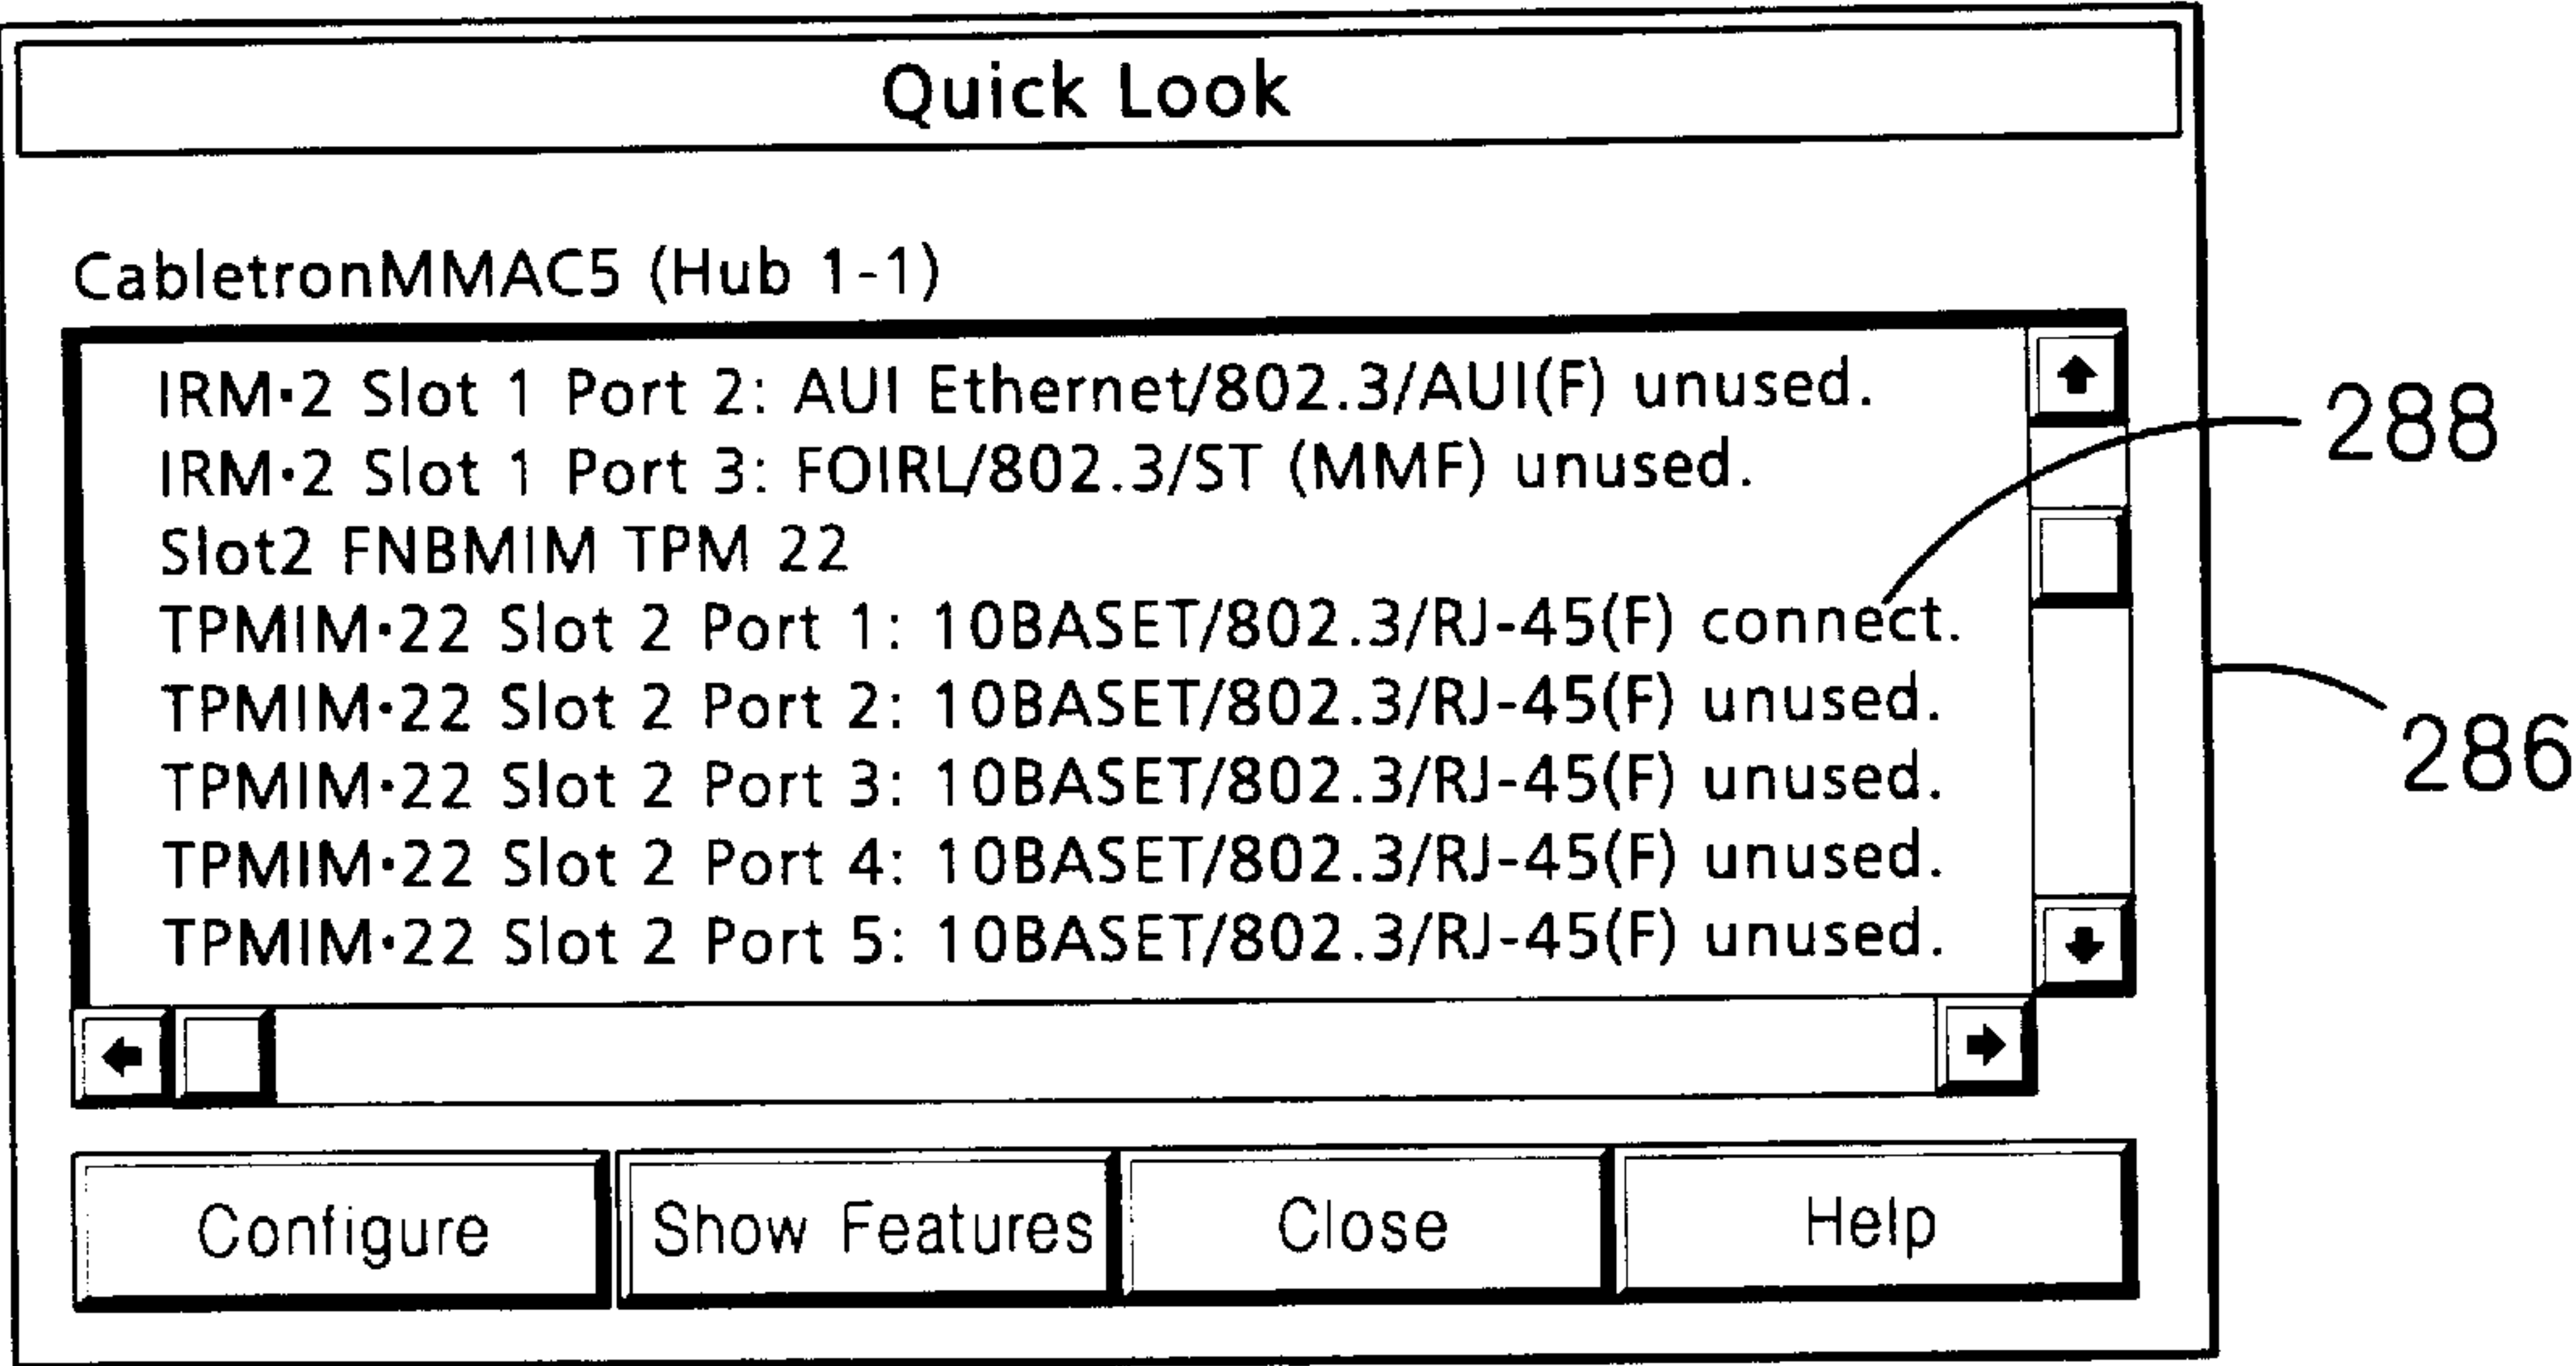 Quick Look
CabletronMMAC5 (Hub 1-1)
IRM·2 Slot 1 Port 2: AUI Ethernet/802.3/AUI(F) unused.
IRM·2 Slot 1 Port 3: FOIRL/802.3/ST (MMF) unused.
Slot2 FNBMIM TPM 22
TPMIM·22 Slot 2 Port 1: 10BASET/802.3/RJ-45(F) connect.
TPMIM·22 Slot 2 Port 2: 10BASET/802.3/RJ-45(F) unused.
TPMIM·22 Slot 2 Port 3: 10BASET/802.3/RJ-45(F) unused.
TPMIM·22 Slot 2 Port 4: 10BASET/802.3/RJ-45(F) unused.
TPMIM·22 Slot 2 Port 5: 10BASET/802.3/RJ-45(F) unused.
288
286
Configure Show Features Close Help